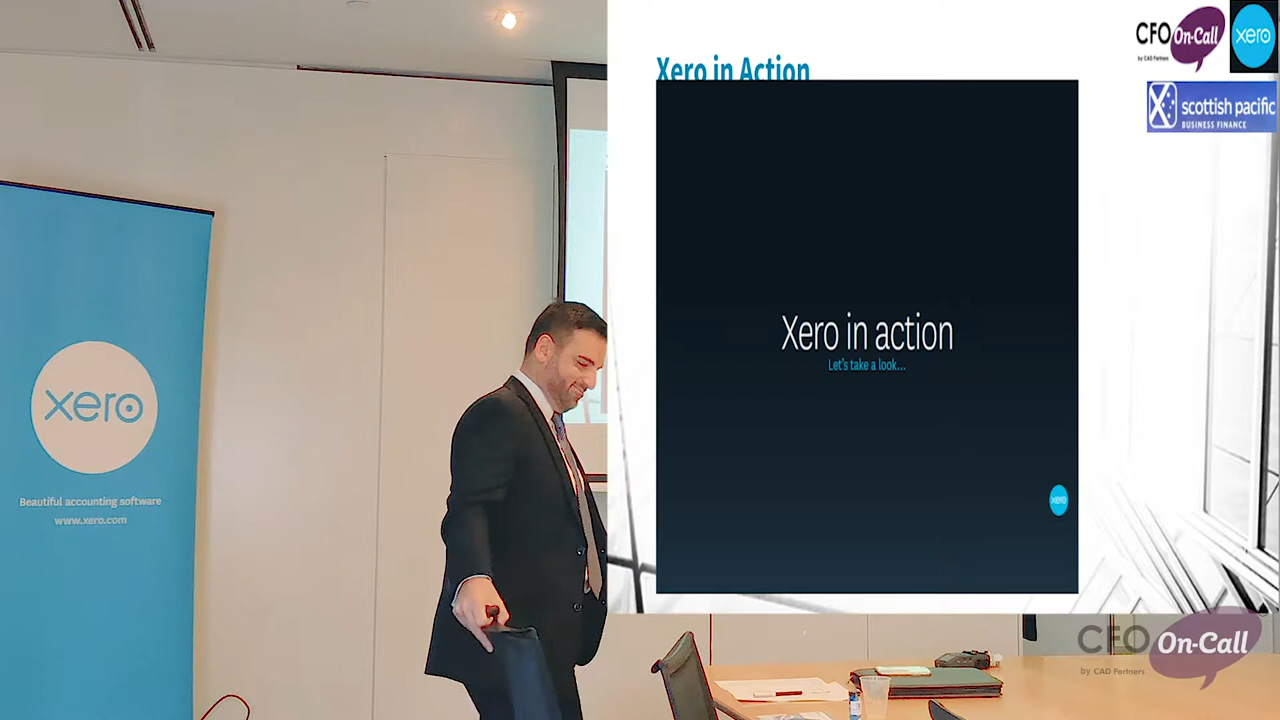 xero
Beautiful accounting software
www.xero.com
Xero in Action
Xero in action
Let's take a look...
xero
CFO On-Call
by CAD Partners
xero
scottish pacific
BUSINESS FINANCE
CFO On-Call
by CAD Partners